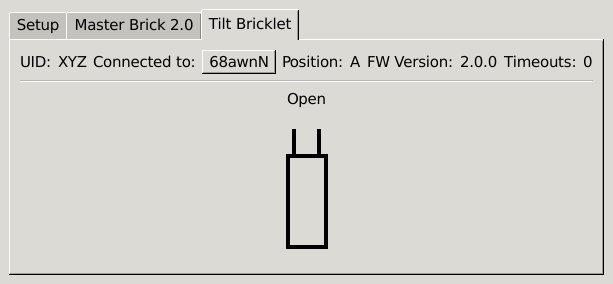 Setup Master Brick 2.0 Tilt Bricklet
UID: XYZ Connected to: 68awnN Position: A FW Version: 2.0.0 Timeouts: 0
Open